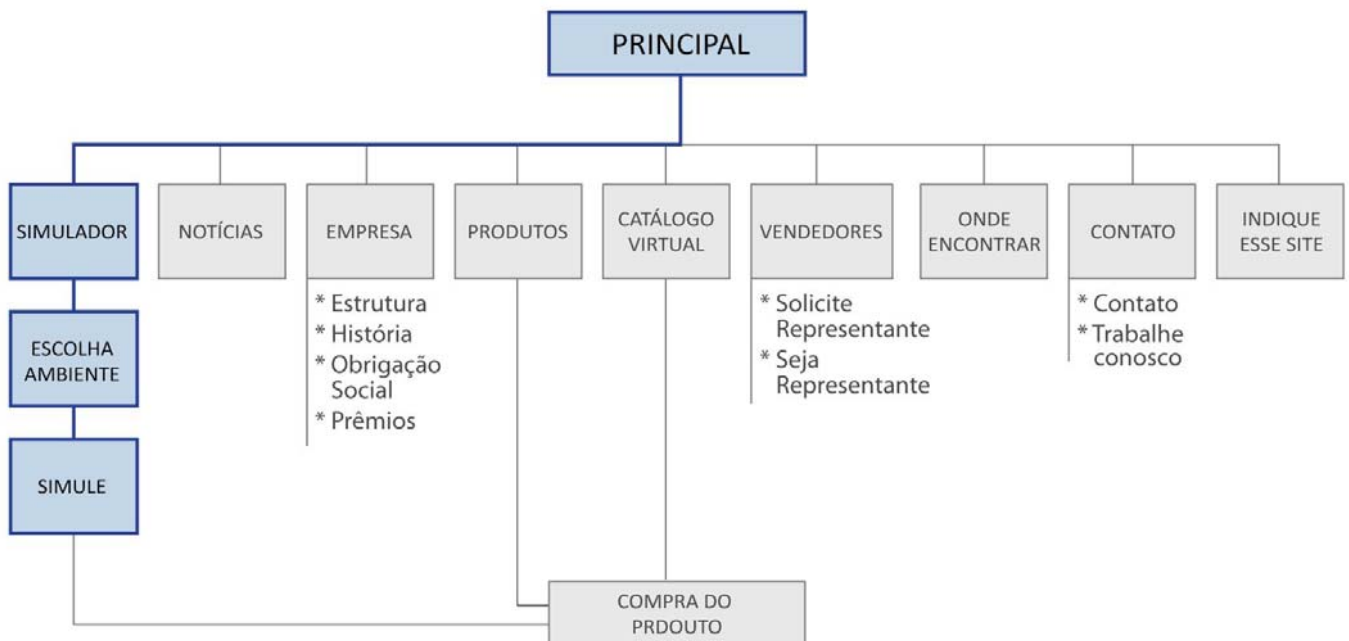 PRINCIPAL
SIMULADOR
NOTÍCIAS
EMPRESA
PRODUTOS
CATÁLOGO
VIRTUAL
VENDEDORES
ONDE
ENCONTRAR
CONTATO
INDIQUE
ESSE SITE
ESCOLHA
AMBIENTE
SIMULE
* Estrutura
* História
* Obrigação
Social
* Prêmios
* Solicite
Representante
* Seja
Representante
* Contato
* Trabalhe
conosco
COMPRA DO
PRDOUTO